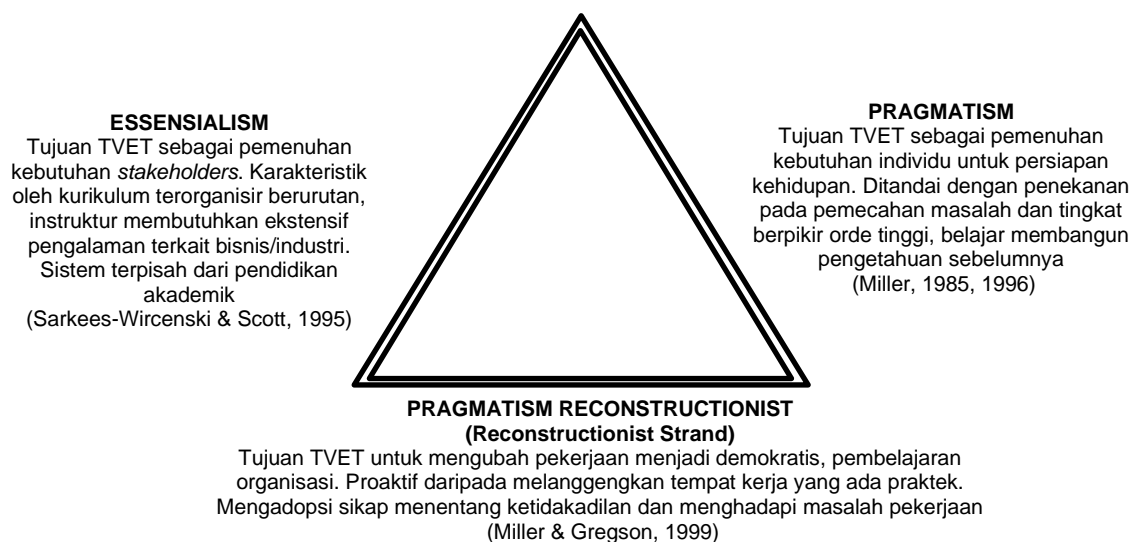 ESSENSIALISM
Tujuan TVET sebagai pemenuhan
kebutuhan stakeholders. Karakteristik
oleh kurikulum terorganisir berurutan,
instruktur membutuhkan ekstensif
pengalaman terkait bisnis/industri.
Sistem terpisah dari pendidikan
akademik
(Sarkees-Wircenski & Scott, 1995)
PRAGMATISM
Tujuan TVET sebagai pemenuhan
kebutuhan individu untuk persiapan
kehidupan. Ditandai dengan penekanan
pada pemecahan masalah dan tingkat
berpikir orde tinggi, belajar membangun
pengetahuan sebelumnya
(Miller, 1985, 1996)
PRAGMATISM RECONSTRUCTIONIST
(Reconstructionist Strand)
Tujuan TVET untuk mengubah pekerjaan menjadi demokratis, pembelajaran
organisasi. Proaktif daripada melanggengkan tempat kerja yang ada praktek.
Mengadopsi sikap menentang ketidakadilan dan menghadapi masalah pekerjaan
(Miller & Gregson, 1999)